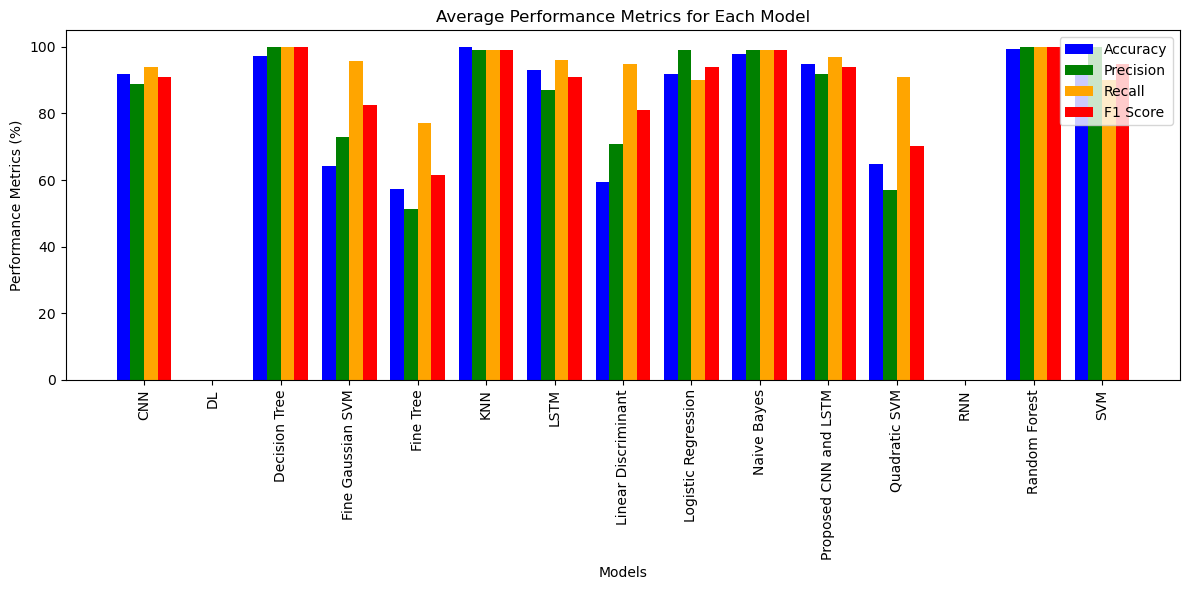 Average Performance Metrics for Each Model
Accuracy
Precision
Recall
F1 Score
Performance Metrics (%)
100
80
60
40
20
0
CNN
DL
Decision Tree
Fine Gaussian SVM
Fine Tree
KNN
LSTM
Linear Discriminant
Logistic Regression
Naive Bayes
Proposed CNN and LSTM
Quadratic SVM
RNN
Random Forest
SVM
Models